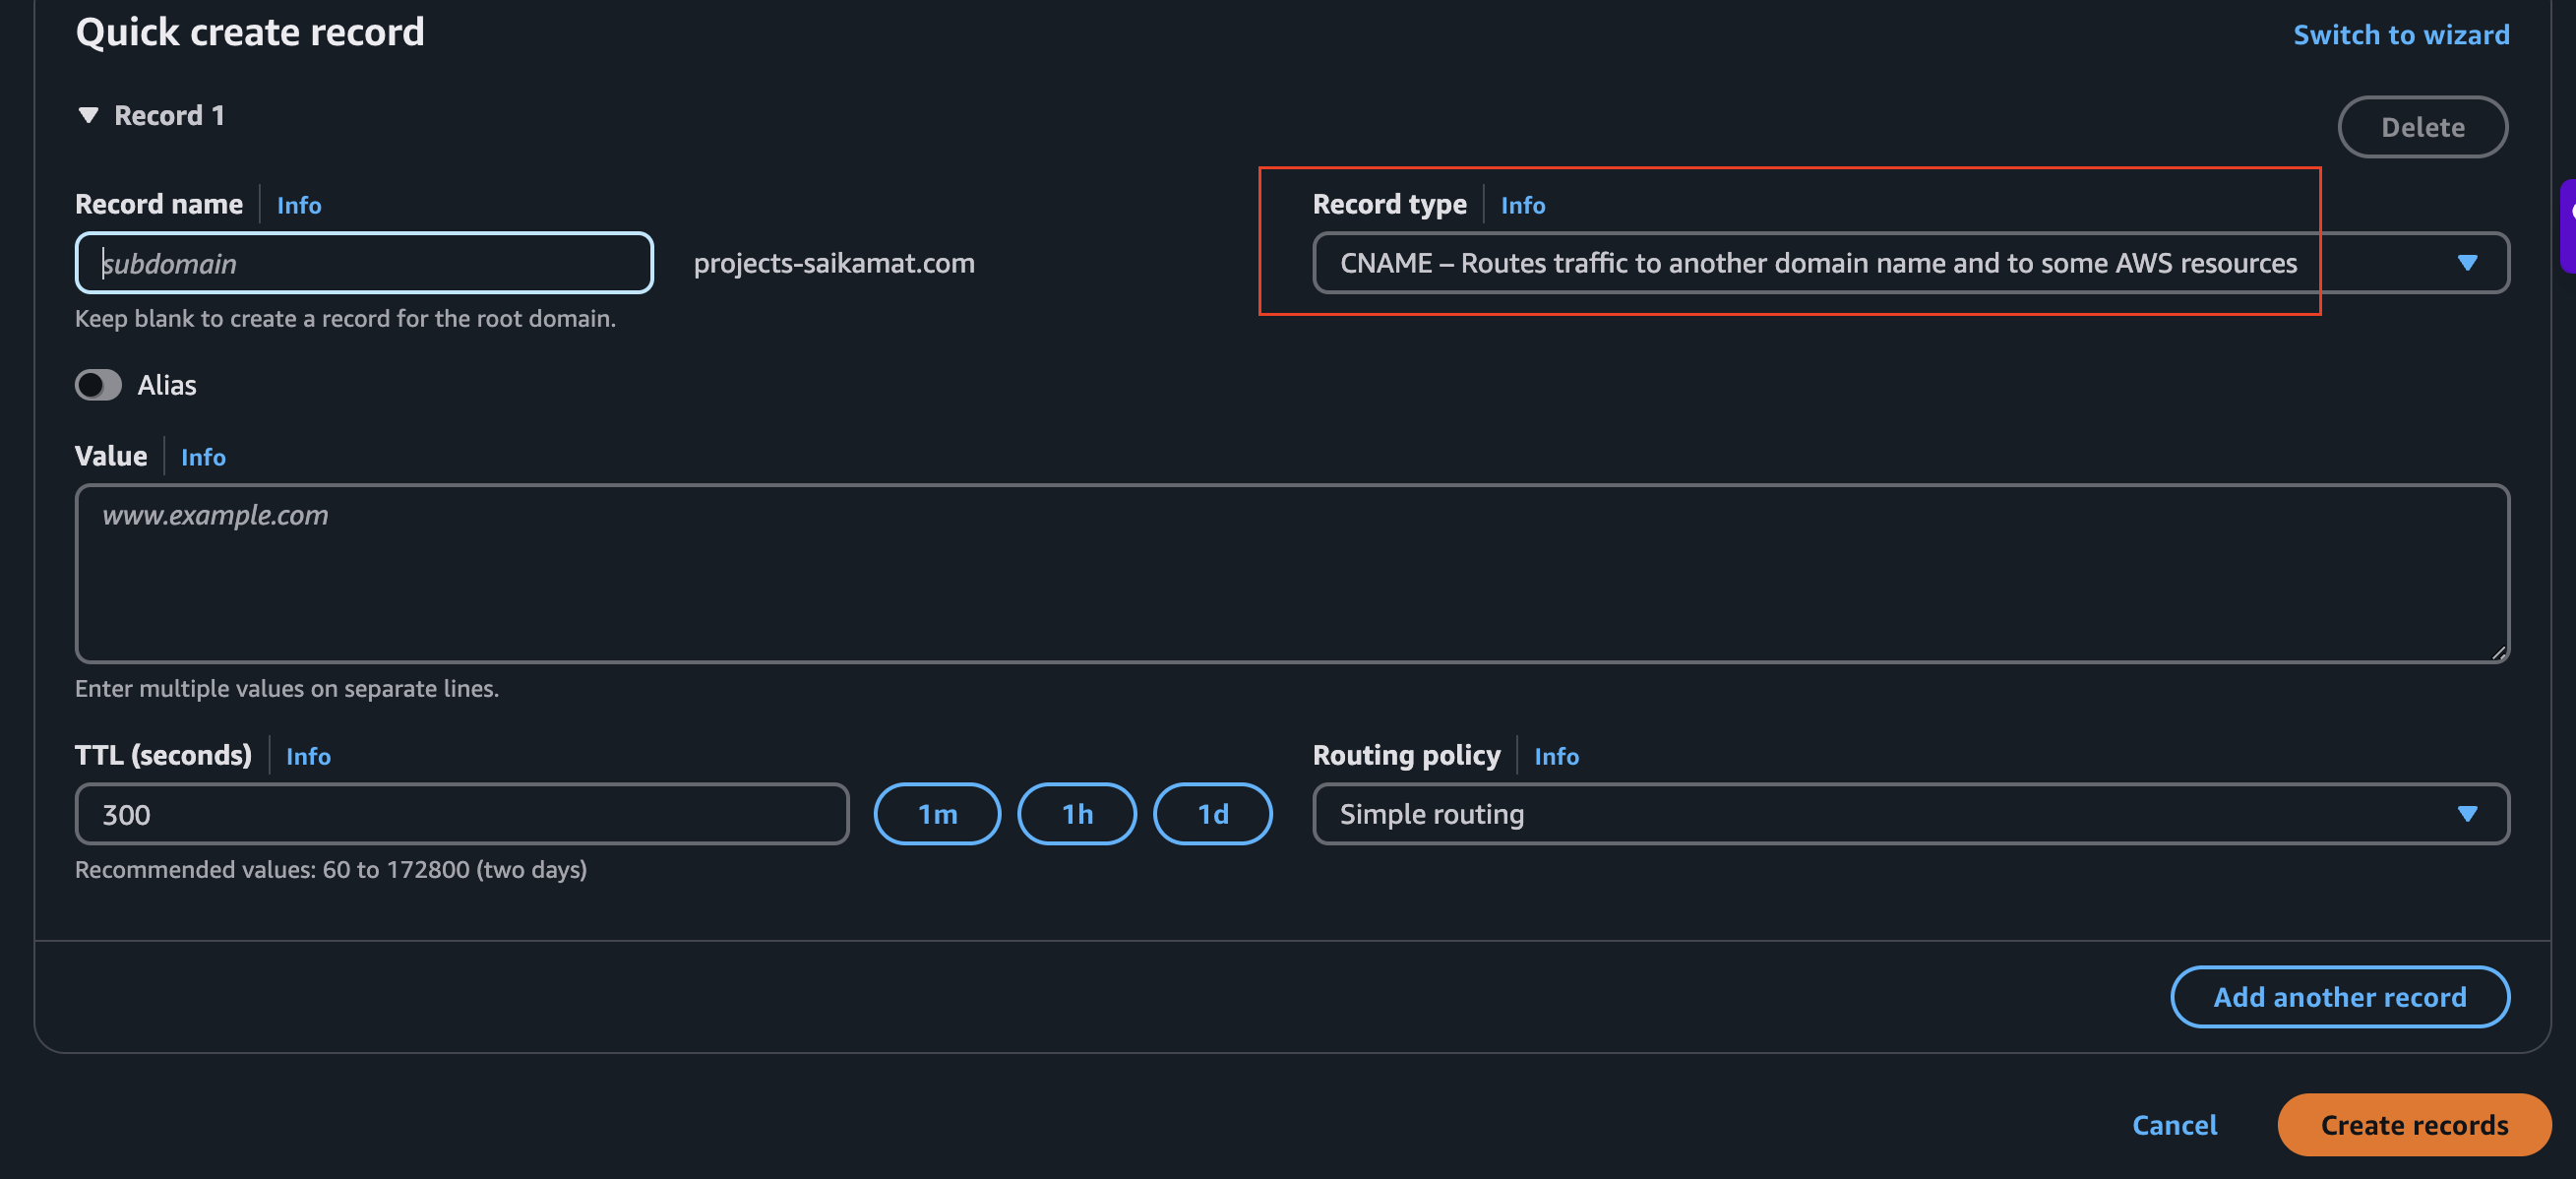 Quick create record
Switch to wizard
Record 1
Delete
Record name
Info
Record type
Info
subdomain
projects-saikamat.com
CNAME – Routes traffic to another domain name and to some AWS resources
Keep blank to create a record for the root domain.
Alias
Value
Info
www.example.com
Enter multiple values on separate lines.
TTL (seconds)
Info
Routing policy
Info
300
1m
1h
1d
Simple routing
Recommended values: 60 to 172800 (two days)
Add another record
Cancel
Create records